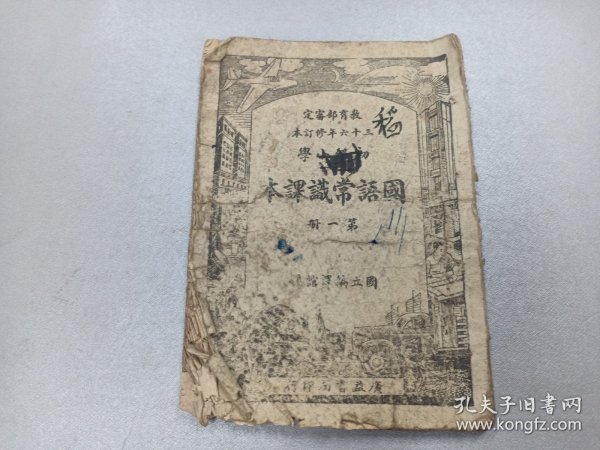 教育部審定
三十六年修訂本
學
國語常識課本
第一册
國立編譯館
廣益書局印行
孔夫子旧书网
www.kongfz.com